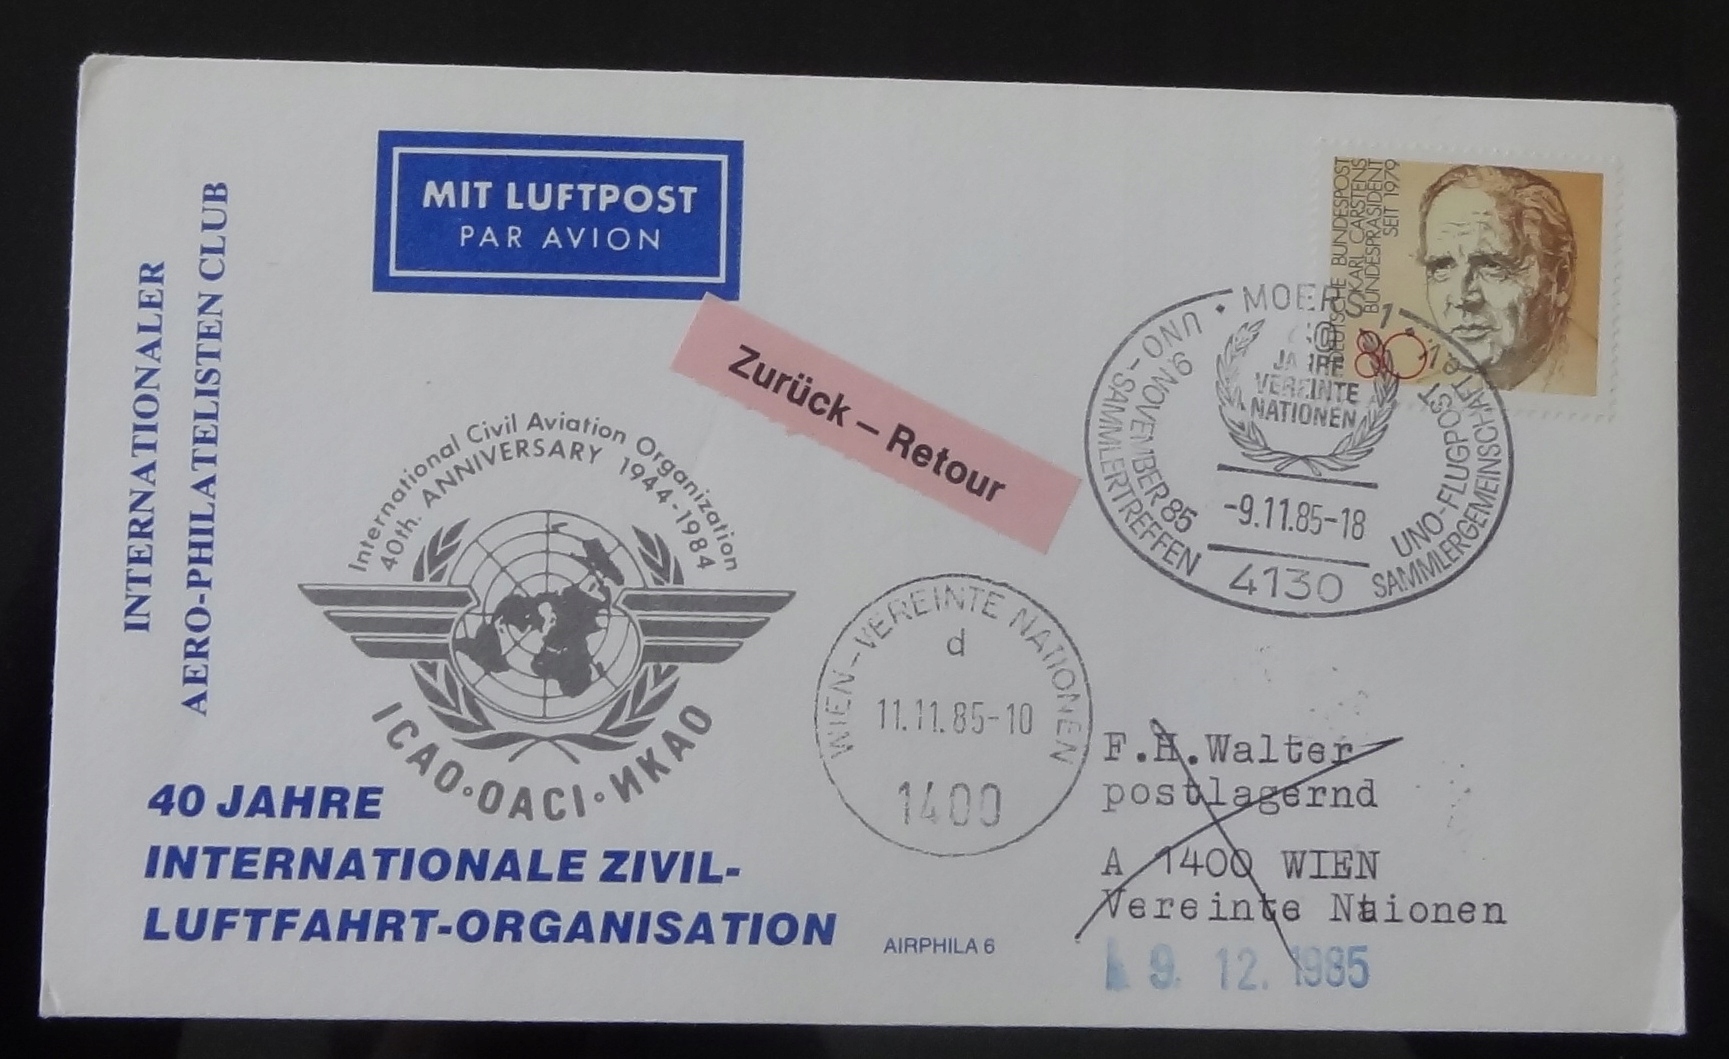 INTERNATIONALER
AERO-PHILATELISTEN CLUB
MIT LUFTPOST
PAR AVION
Zurück – Retour
DEUTSCHE BUNDESPOST
KARL CARSTENS
BUNDESPRÄSIDENT
SEIT 1979
80
MOERS 1
JAHRE
VEREINTE
NATIONEN
UNO-SAMMLERTREFFEN
9 NOVEMBER 85
UNO-FLUGPOST
SAMMLERGEMEINSCHAFT
-9.11.85-18
4130
International Civil Aviation Organization
40th. ANNIVERSARY 1944-1984
ICAO·OACI·ИКАО
WIEN-VEREINTE NATIONEN
d
11.11.85-10
1400
F.H.Walter
postlagernd
A 1400 WIEN
Vereinte Nationen
9. 12. 1985
40 JAHRE
INTERNATIONALE ZIVIL-
LUFTFAHRT-ORGANISATION
AIRPHILA 6